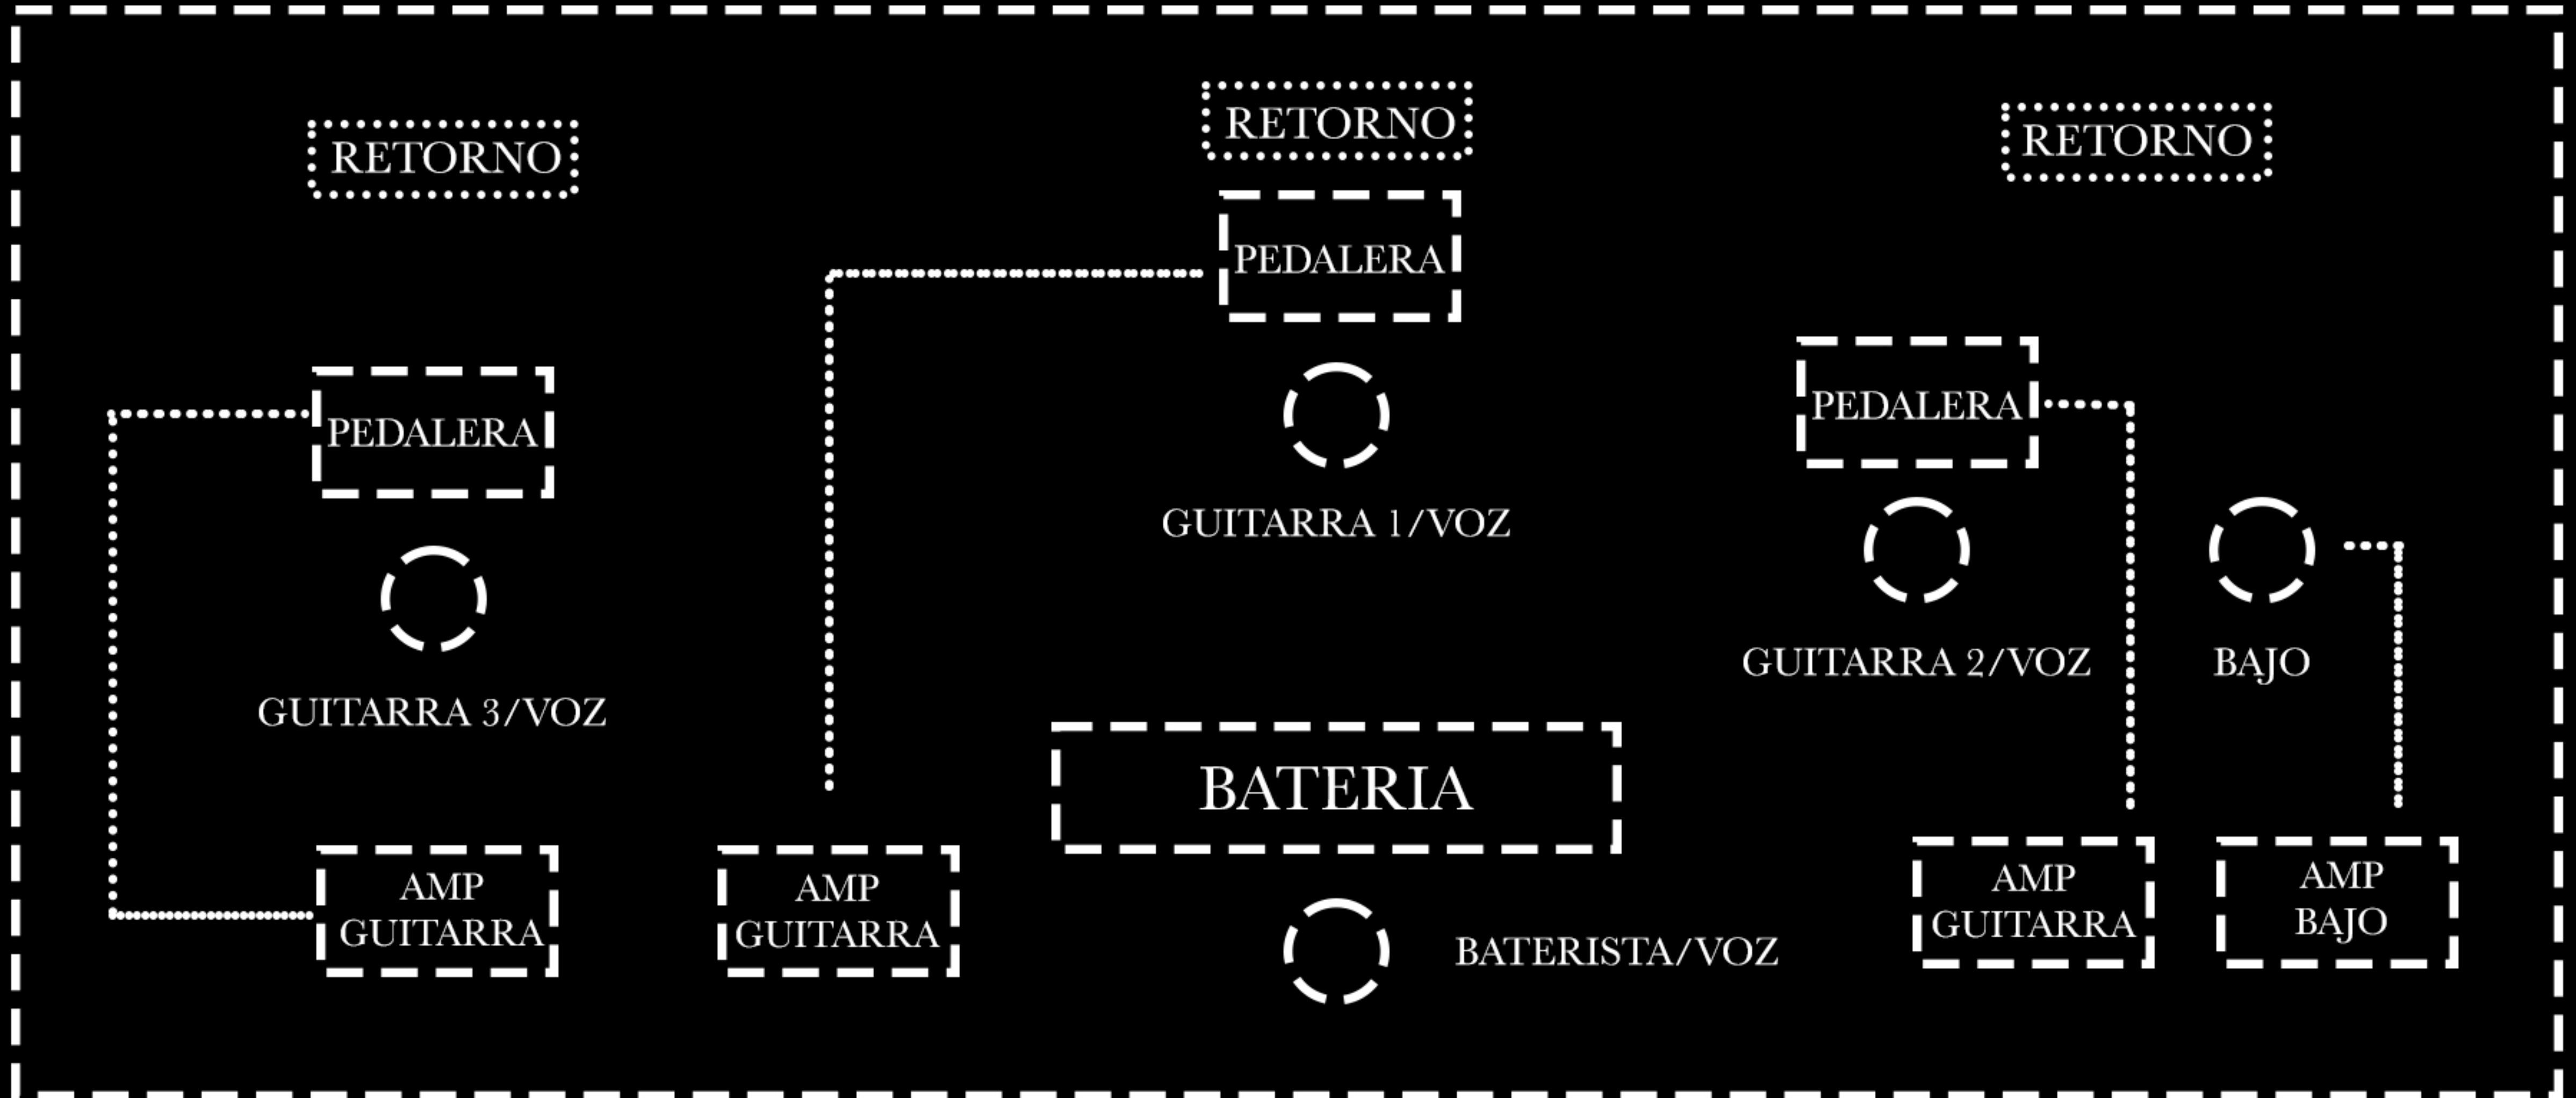 RETORNO
RETORNO
RETORNO
PEDALERA
PEDALERA
PEDALERA
GUITARRA 1/VOZ
GUITARRA 2/VOZ
BAJO
GUITARRA 3/VOZ
BATERIA
AMP
GUITARRA
AMP
GUITARRA
BATERISTA/VOZ
AMP
GUITARRA
AMP
BAJO